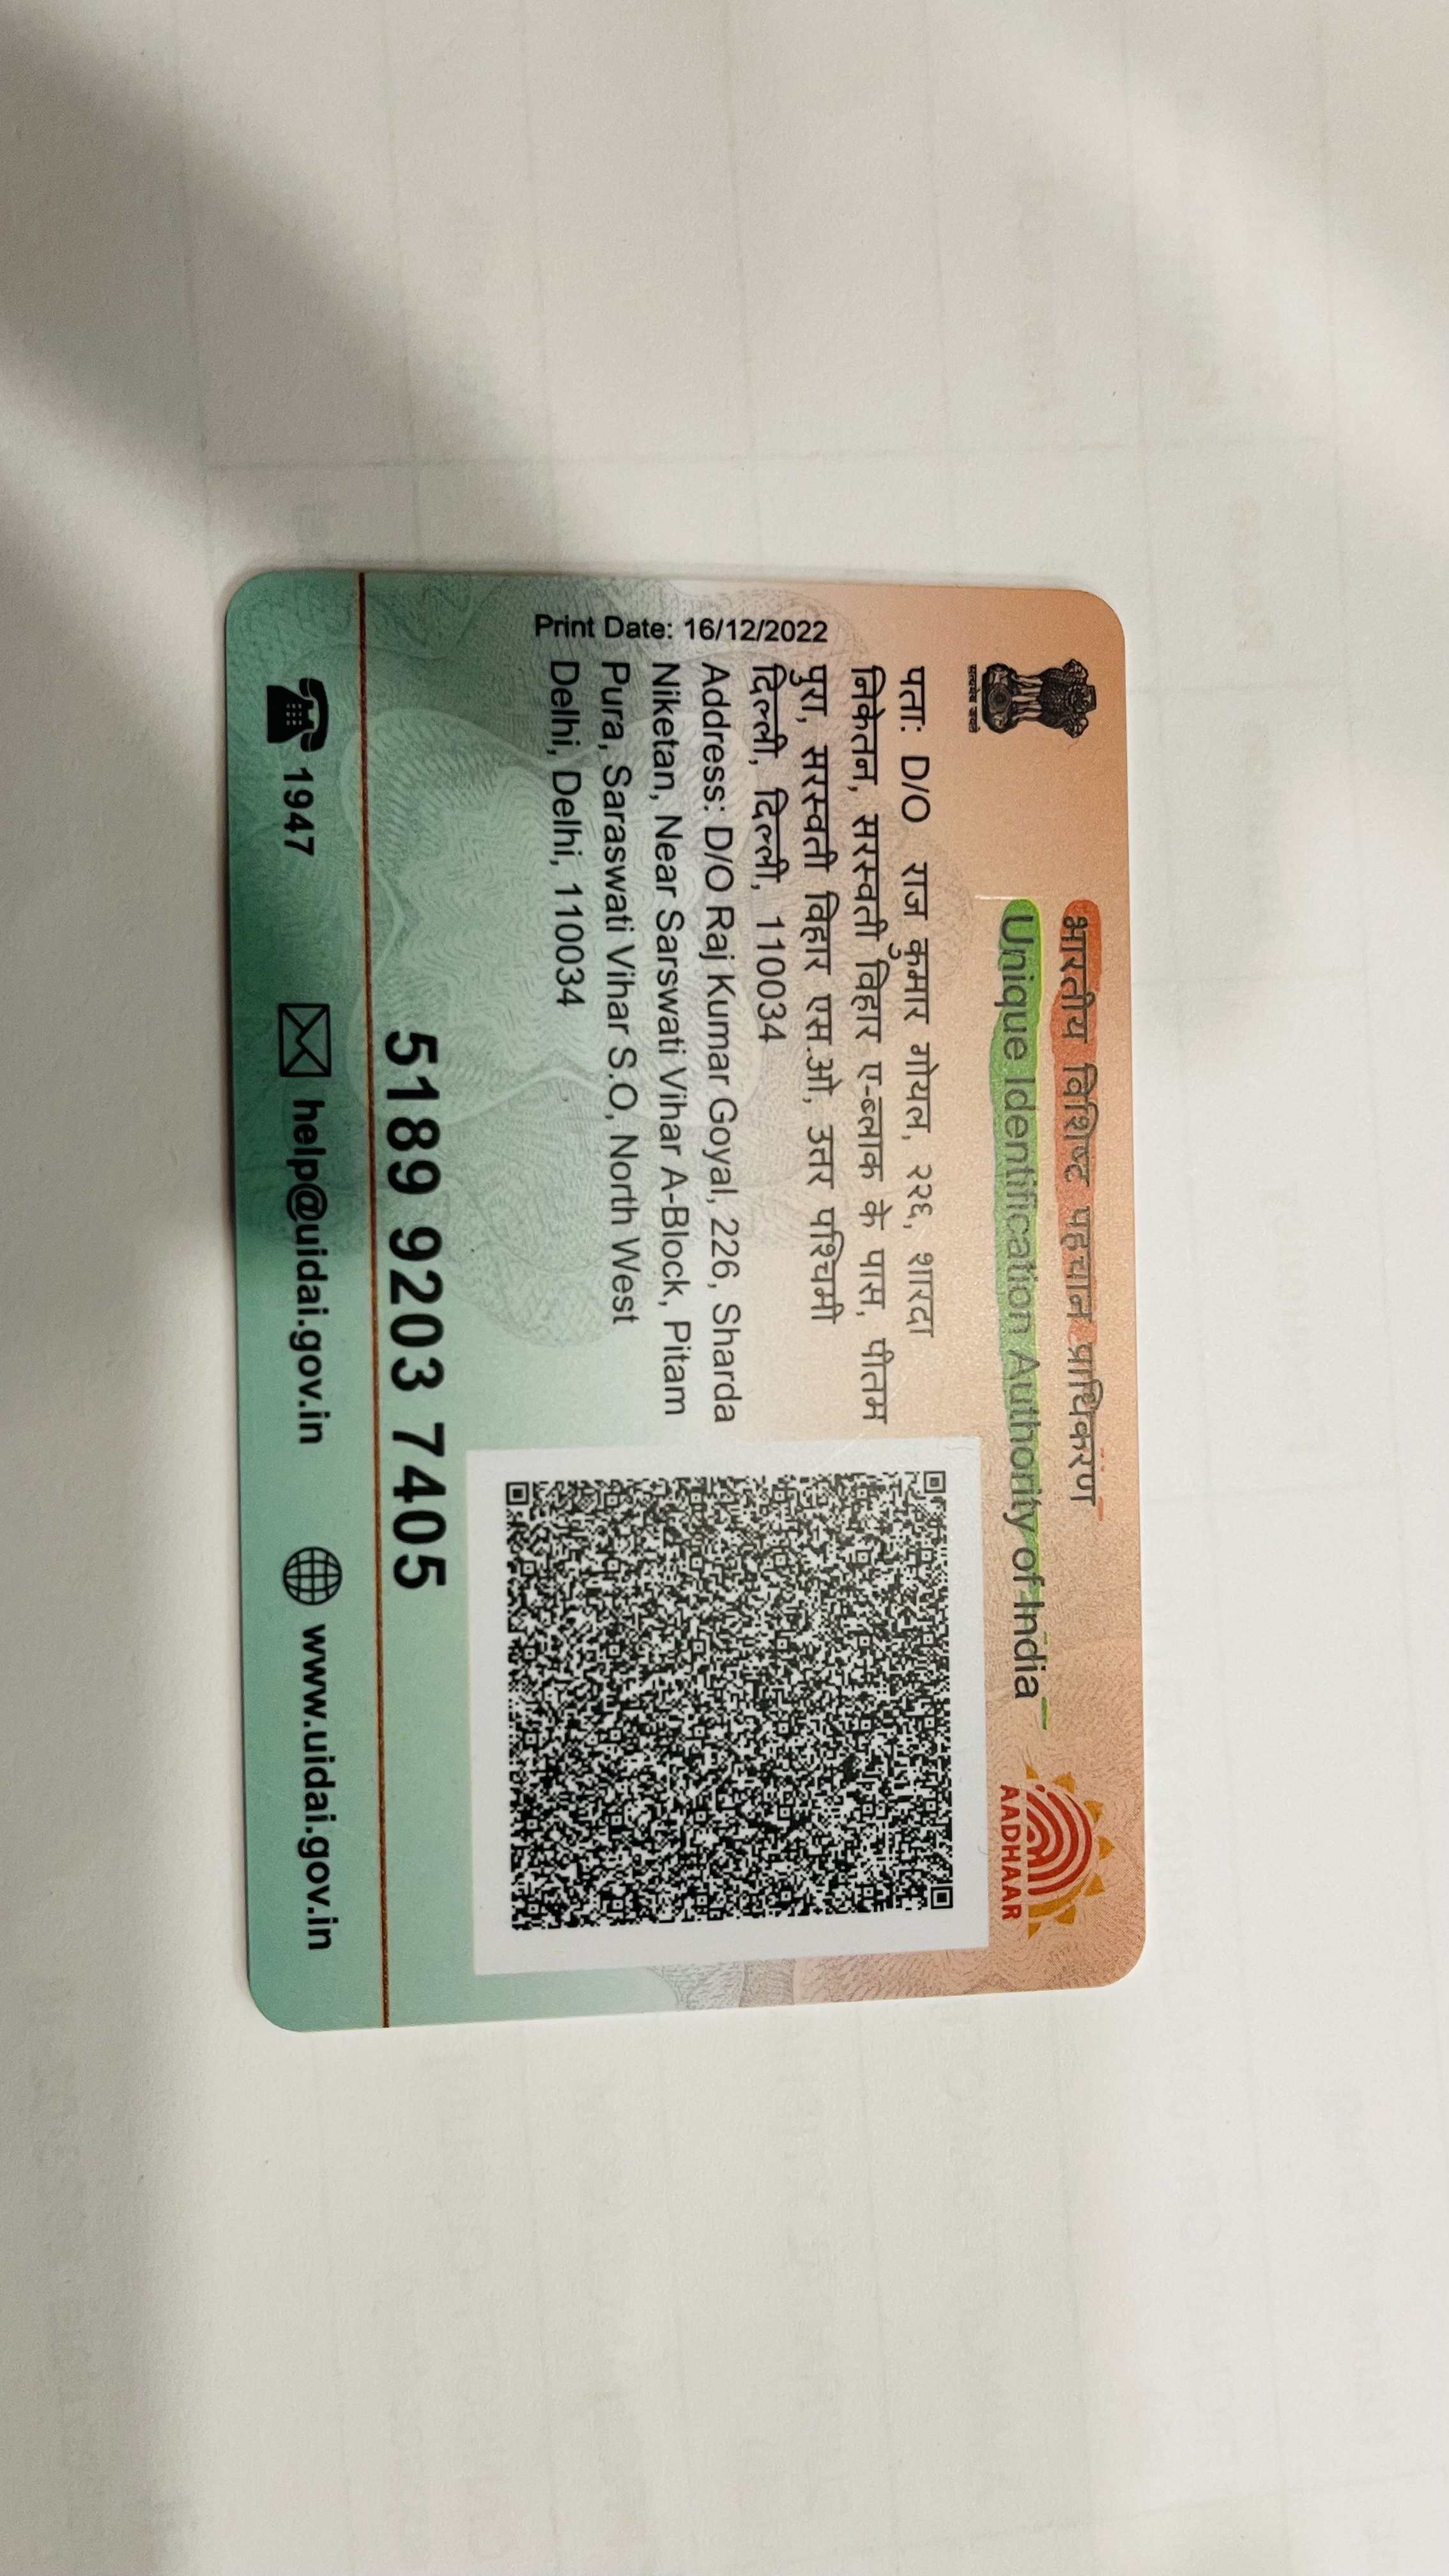 भारतीय विशिष्ट पहचान प्राधिकरण
Unique Identification Authority of India
सत्यमेव जयते
AADHAAR
Print Date: 16/12/2022
पता: D/O राज कुमार गोयल, २२६, शारदा
निकेतन, सरस्वती विहार ए-ब्लाक के पास, पीतम
पुरा, सरस्वती विहार एस.ओ, उत्तर पश्चिमी
दिल्ली, दिल्ली, 110034
Address: D/O Raj Kumar Goyal, 226, Sharda
Niketan, Near Sarswati Vihar A-Block, Pitam
Pura, Saraswati Vihar S.O, North West
Delhi, Delhi, 110034
5189 9203 7405
1947
help@uidai.gov.in
www.uidai.gov.in